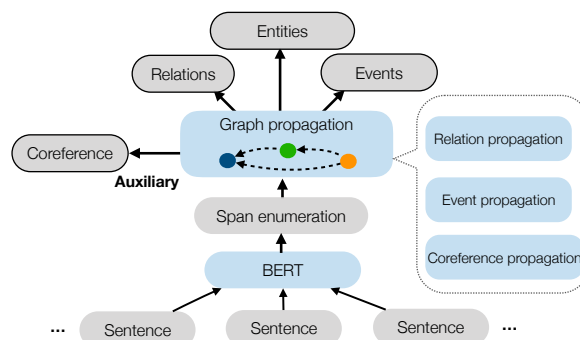 Entities
Relations
Events
Graph propagation
Coreference
Auxiliary
Relation propagation
Event propagation
Coreference propagation
Span enumeration
BERT
... Sentence Sentence Sentence ...